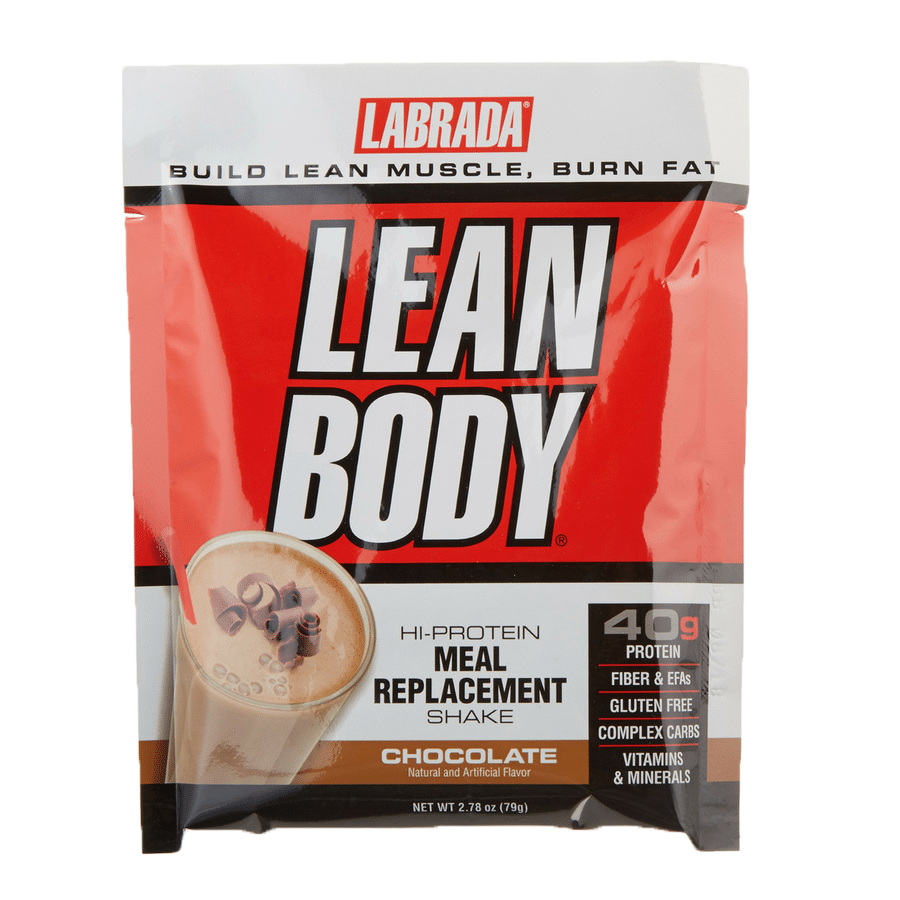 LABRADA®
BUILD LEAN MUSCLE, BURN FAT
LEAN
BODY®
HI-PROTEIN
MEAL
REPLACEMENT
SHAKE
CHOCOLATE
Natural and Artificial Flavor
NET WT 2.78 oz (79g)
40g
PROTEIN
FIBER & EFAs
GLUTEN FREE
COMPLEX CARBS
VITAMINS
& MINERALS